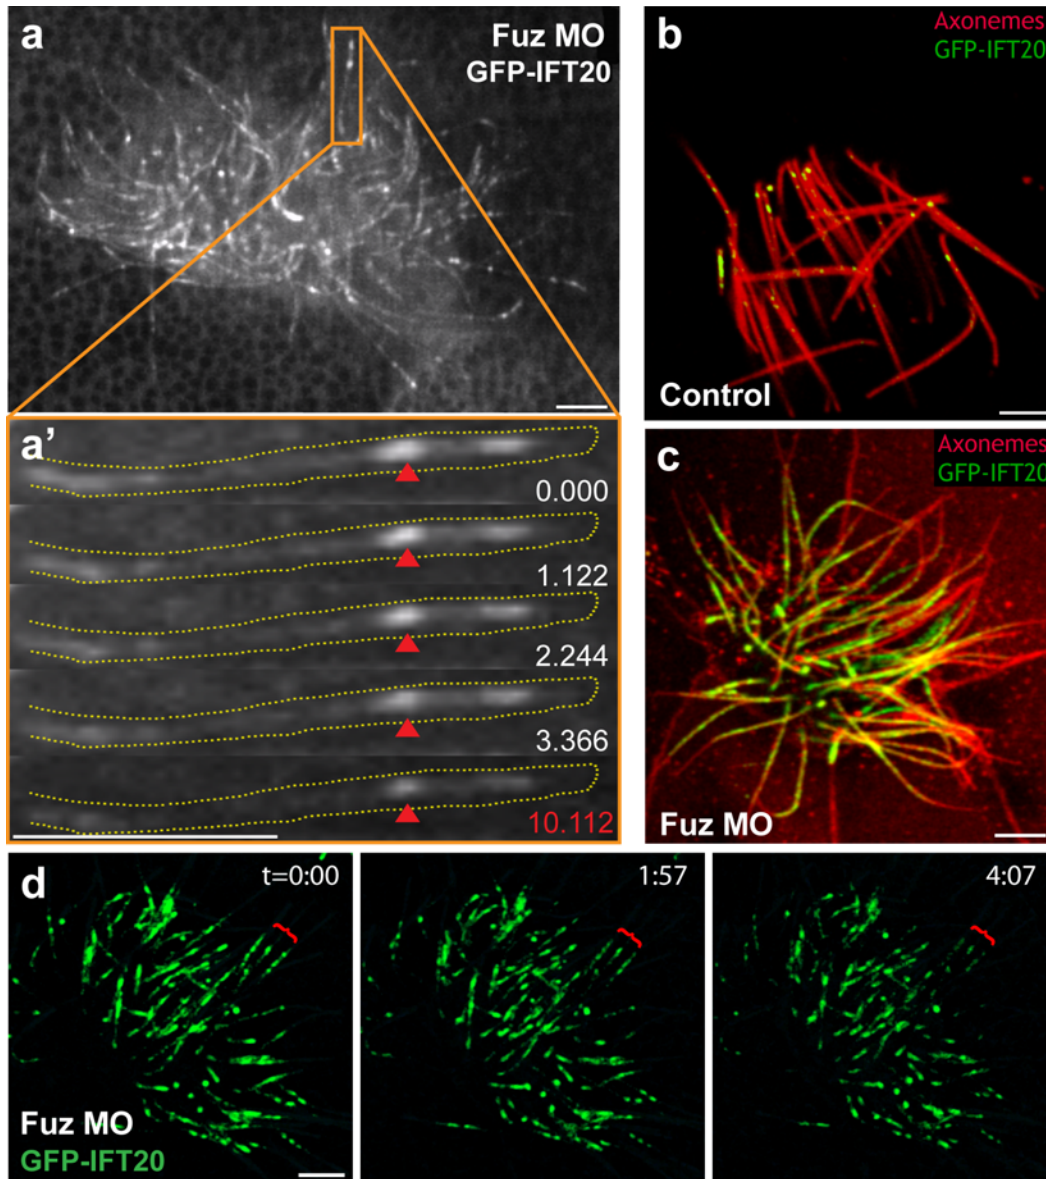 a
Fuz MO
GFP-IFT20
b
Axonemes
GFP-IFT20
Control
a'
0.000
1.122
2.244
3.366
10.112
c
Axonemes
GFP-IFT20
Fuz MO
d
t=0:00
1:57
4:07
Fuz MO
GFP-IFT20